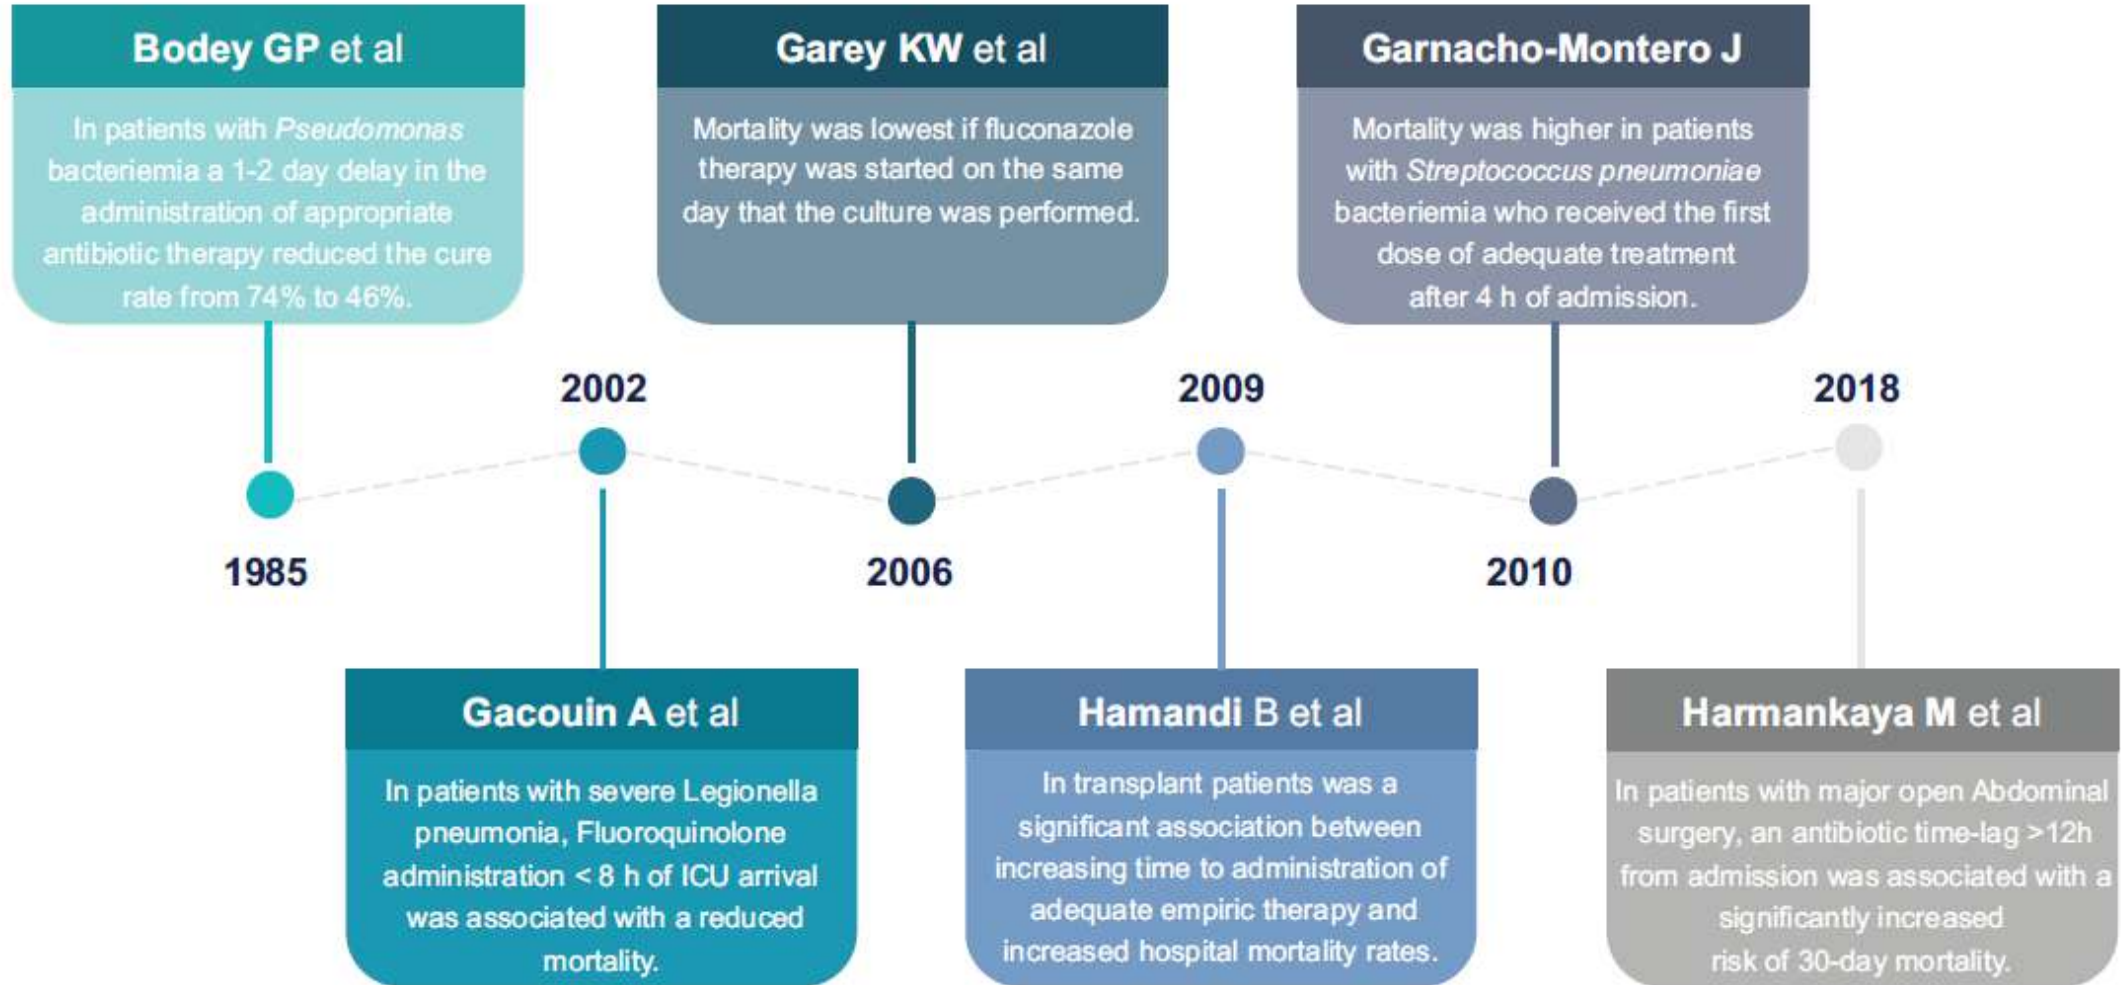 Bodey GP et al
In patients with Pseudomonas
bacteriemia a 1-2 day delay in the
administration of appropriate
antibiotic therapy reduced the cure
rate from 74% to 46%.
Garey KW et al
Mortality was lowest if fluconazole
therapy was started on the same
day that the culture was performed.
Garnacho-Montero J
Mortality was higher in patients
with Streptococcus pneumoniae
bacteriemia who received the first
dose of adequate treatment
after 4 h of admission.
2002
2009
2018
1985
2006
2010
Gacouin A et al
In patients with severe Legionella
pneumonia, Fluoroquinolone
administration < 8 h of ICU arrival
was associated with a reduced
mortality.
Hamandi B et al
In transplant patients was a
significant association between
increasing time to administration of
adequate empiric therapy and
increased hospital mortality rates.
Harmankaya M et al
In patients with major open Abdominal
surgery, an antibiotic time-lag >12h
from admission was associated with a
significantly increased
risk of 30-day mortality.